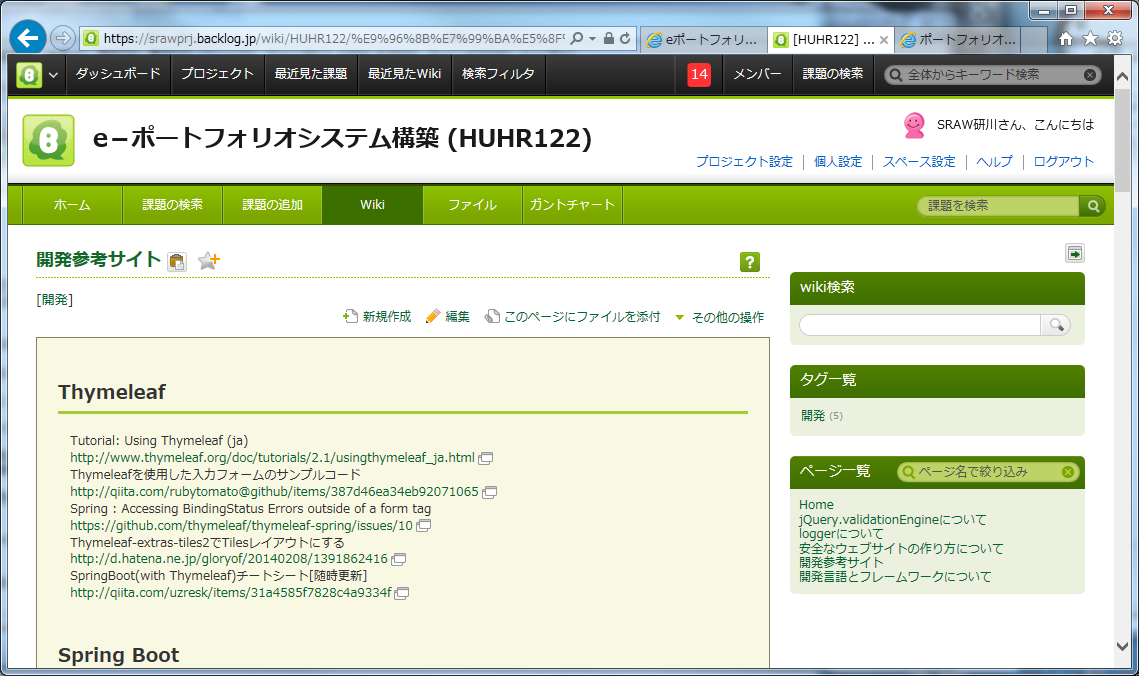 https://srawprj.backlog.jp/wiki/HUHR122/%E9%96%8B%E7%99%BA%E5%8F
eポートフォリ...
[HUHR122] ...
ポートフォリオ...
ダッシュボード プロジェクト 最近見た課題 最近見たWiki 検索フィルタ 14 メンバー 課題の検索 全体からキーワード検索
e－ポートフォリオシステム構築 (HUHR122)
SRAW研川さん、こんにちは
プロジェクト設定 | 個人設定 | スペース設定 | ヘルプ | ログアウト
ホーム 課題の検索 課題の追加 Wiki ファイル ガントチャート 課題を検索
開発参考サイト
?
[開発]
新規作成 編集 このページにファイルを添付 その他の操作
Thymeleaf
Tutorial: Using Thymeleaf (ja)
http://www.thymeleaf.org/doc/tutorials/2.1/usingthymeleaf_ja.html
Thymeleafを使用した入力フォームのサンプルコード
http://qiita.com/rubytomato@github/items/387d46ea34eb92071065
Spring : Accessing BindingStatus Errors outside of a form tag
https://github.com/thymeleaf/thymeleaf-spring/issues/10
Thymeleaf-extras-tiles2でTilesレイアウトにする
http://d.hatena.ne.jp/gloryof/20140208/1391862416
SpringBoot(with Thymeleaf)チートシート[随時更新]
http://qiita.com/uzresk/items/31a4585f7828c4a9334f
Spring Boot
wiki検索
タグ一覧
開発 (5)
ページ一覧 ページ名で絞り込み
Home
jQuery.validationEngineについて
loggerについて
安全なウェブサイトの作り方について
開発参考サイト
開発言語とフレームワークについて